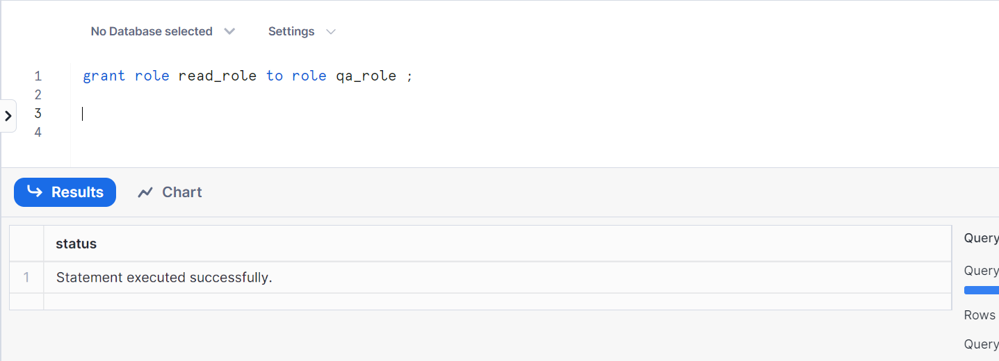 No Database selected
Settings
1 grant role read_role to role qa_role ;
2
3
4
Results
Chart
status
1 Statement executed successfully.
Query
Query
Rows
Query